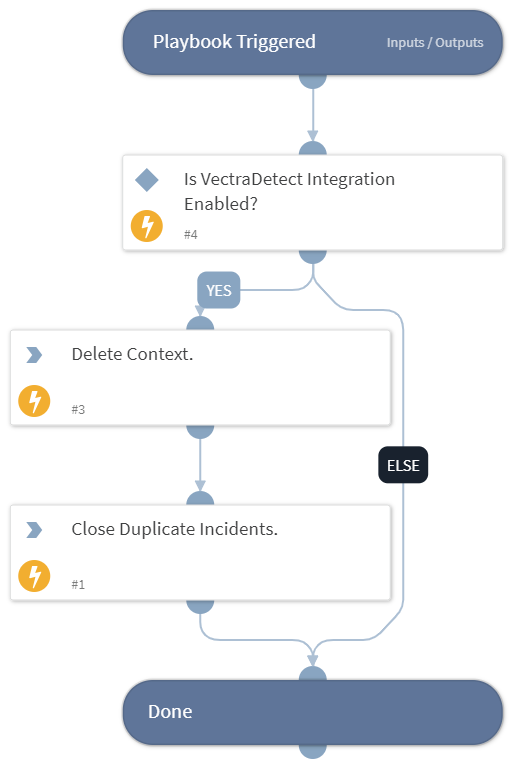 Playbook Triggered
Inputs / Outputs
Is VectraDetect Integration
Enabled?
#4
YES
Delete Context.
#3
ELSE
Close Duplicate Incidents.
#1
Done